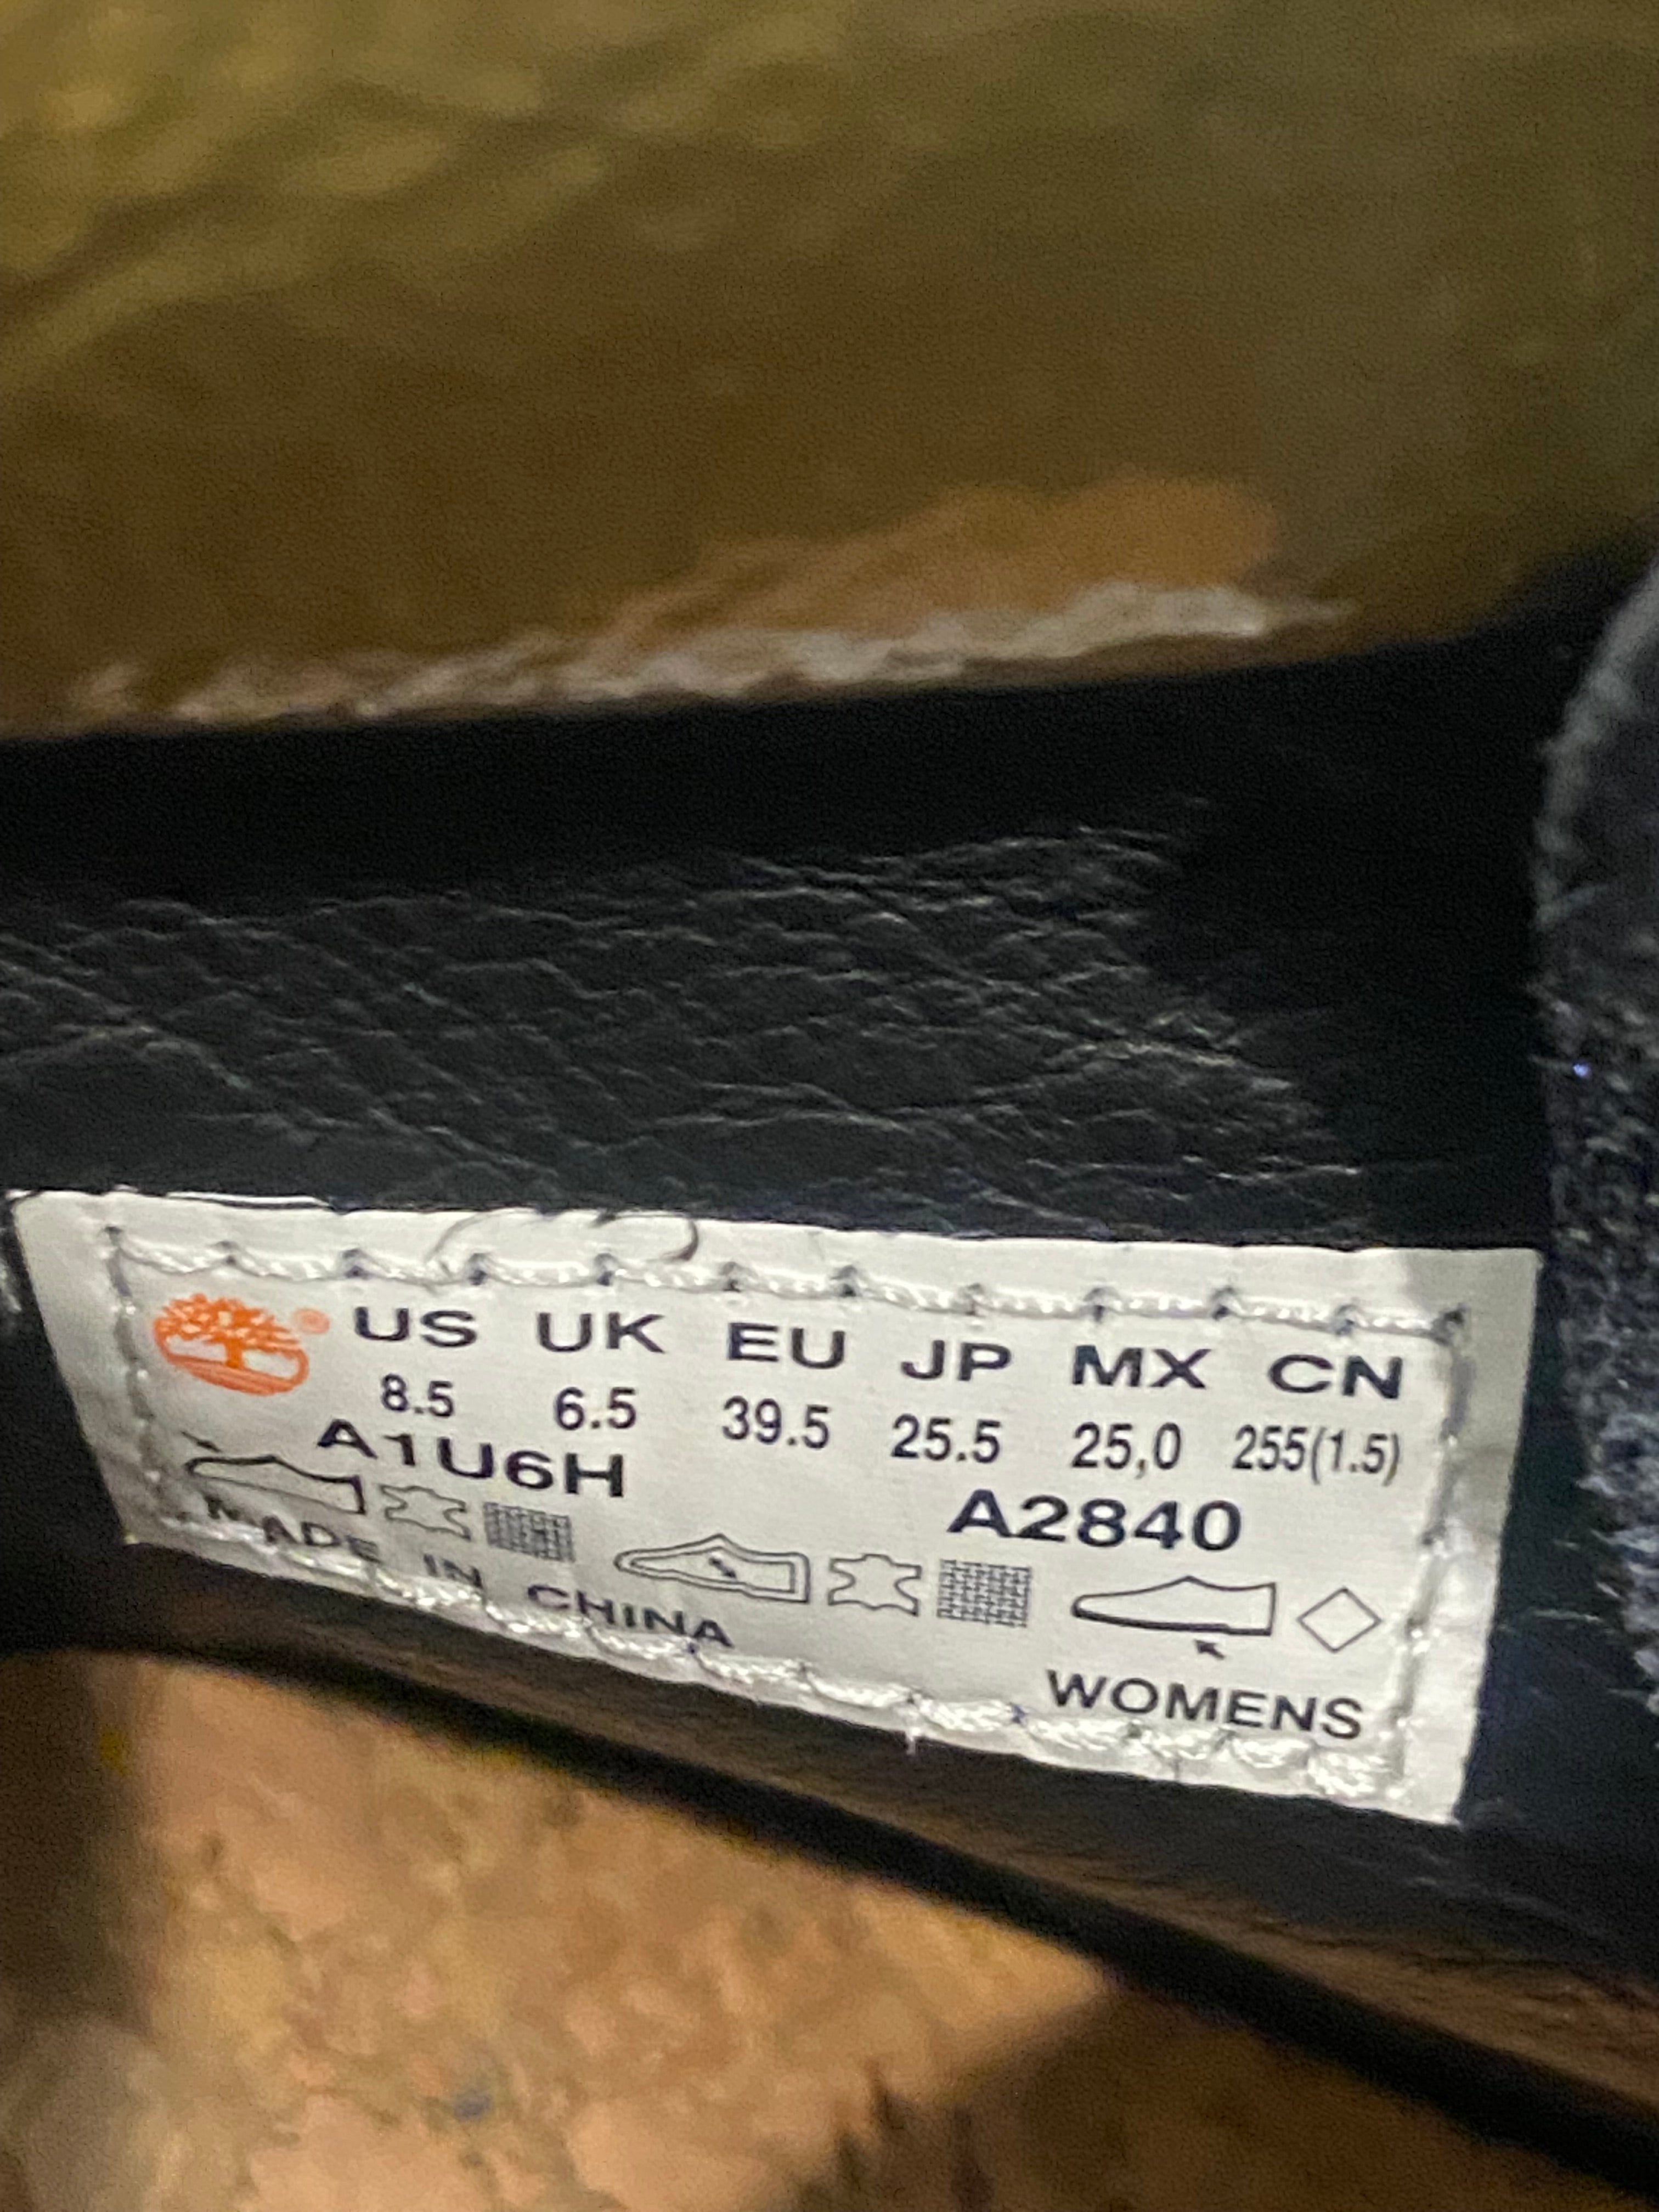 US UK EU JP MX CN
8.5 6.5 39.5 25.5 25,0 255(1.5)
A1U6H A2840
MADE IN CHINA
WOMENS